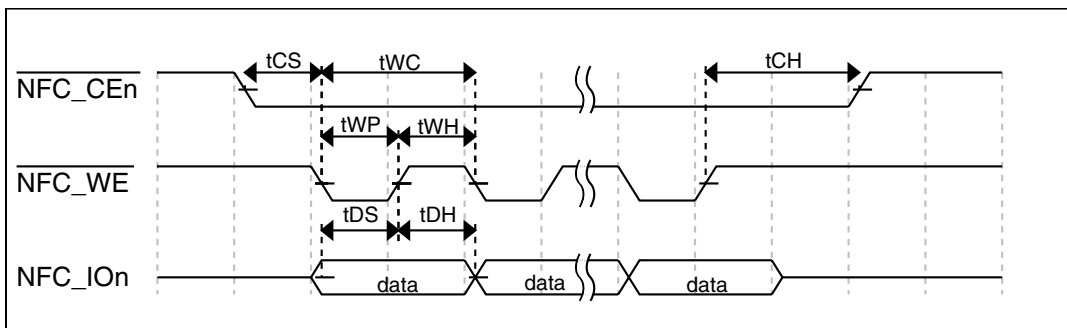 tCS tWC tCH
NFC_CEn
tWP tWH
NFC_WE
tDS tDH
NFC_IOn data data data